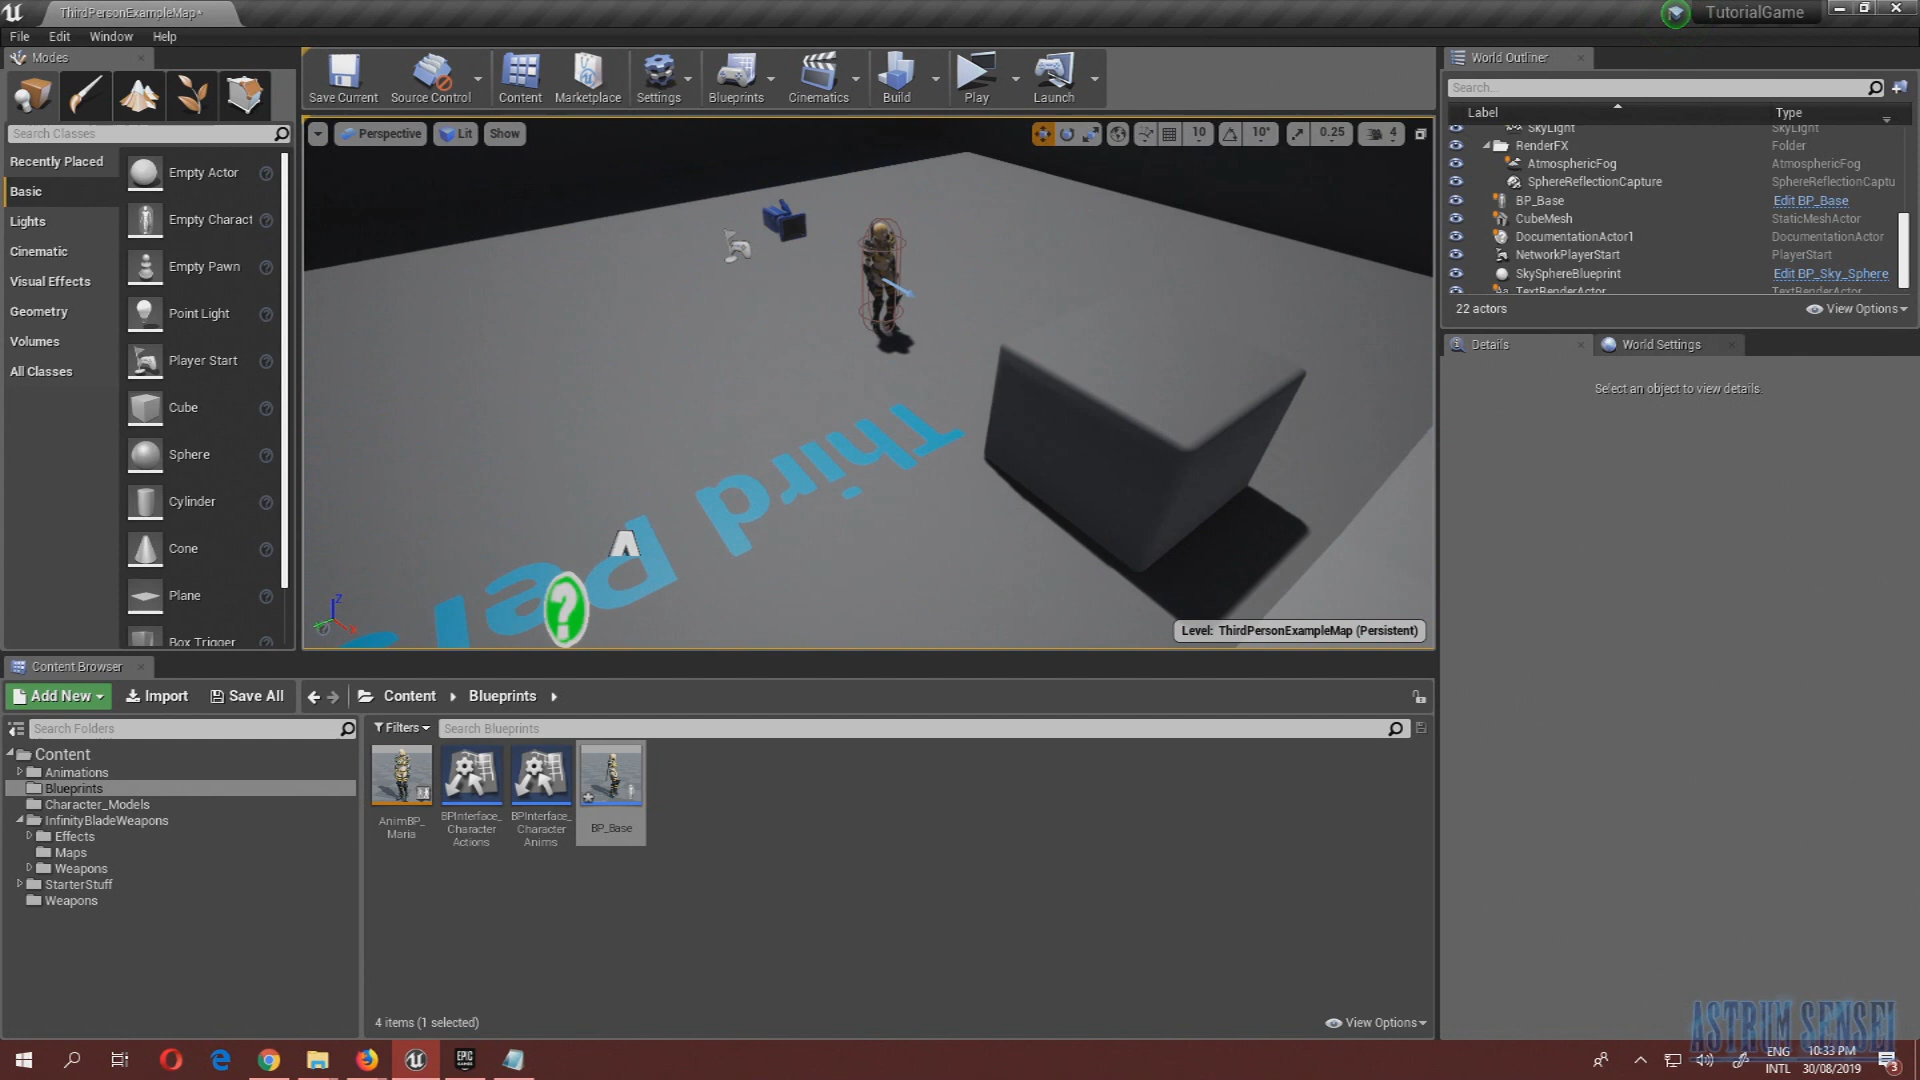 ThirdPersonExampleMap*
TutorialGame
File Edit Window Help
Modes
Search Classes
Recently Placed
Basic
Lights
Cinematic
Visual Effects
Geometry
Volumes
All Classes
Empty Actor
Empty Charact
Empty Pawn
Point Light
Player Start
Cube
Sphere
Cylinder
Cone
Plane
Box Trigger
Save Current
Source Control
Content
Marketplace
Settings
Blueprints
Cinematics
Build
Play
Launch
Perspective
Lit
Show
10
10°
0.25
4
Third Pers
Level: ThirdPersonExampleMap (Persistent)
World Outliner
Search...
Label Type
SkyLight SkyLight
RenderFX Folder
AtmosphericFog AtmosphericFog
SphereReflectionCapture SphereReflectionCaptu
BP_Base Edit BP_Base
CubeMesh StaticMeshActor
DocumentationActor1 DocumentationActor
NetworkPlayerStart PlayerStart
SkySphereBlueprint Edit BP_Sky_Sphere
TextRenderActor TextRenderActor
22 actors
View Options
Details
World Settings
Select an object to view details.
Content Browser
Add New
Import
Save All
Content
Blueprints
Search Folders
Content
Animations
Blueprints
Character_Models
InfinityBladeWeapons
Effects
Maps
Weapons
StarterStuff
Weapons
Filters
Search Blueprints
AnimBP_
Maria
BPInterface_
Character
Actions
BPInterface_
Character
Anims
BP_Base
4 items (1 selected)
View Options
ASTRUM SENSEI
EPIC
GAMES
ENG
INTL
10:33 PM
30/08/2019
3